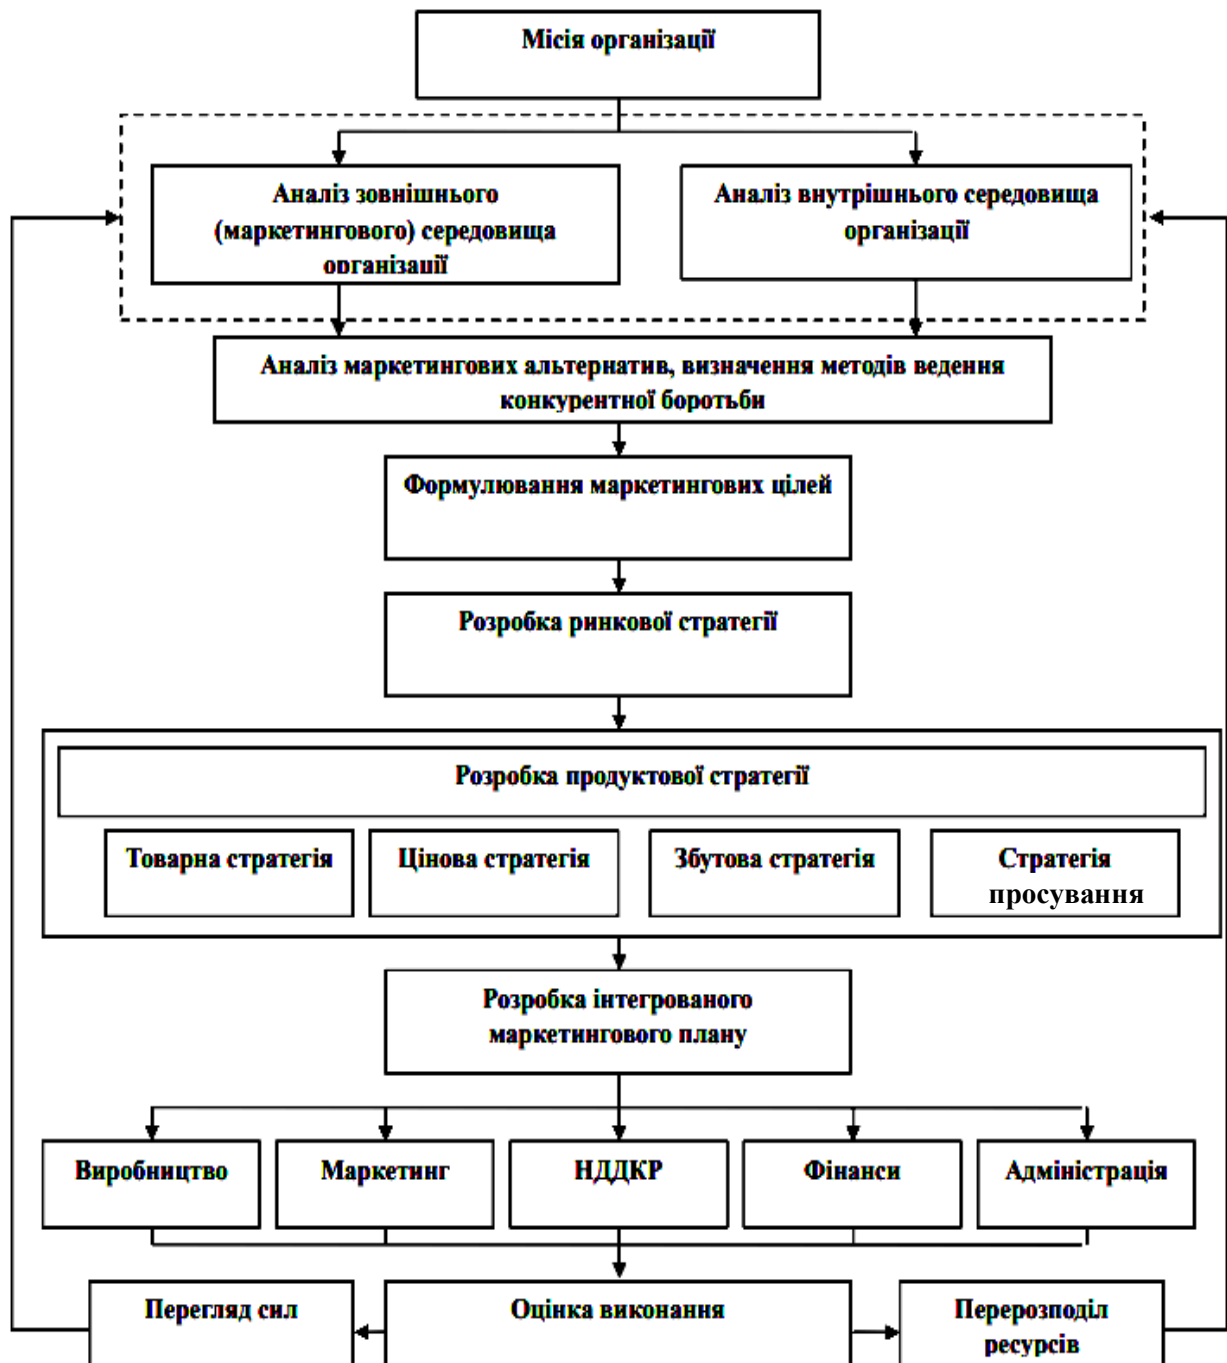 Місія організації
Аналіз зовнішнього
(маркетингового) середовища
організації
Аналіз внутрішнього середовища
організації
Аналіз маркетингових альтернатив, визначення методів ведення
конкурентної боротьби
Формулювання маркетингових цілей
Розробка ринкової стратегії
Розробка продуктової стратегії
Товарна стратегія
Цінова стратегія
Збутова стратегія
Стратегія
просування
Розробка інтегрованого
маркетингового плану
Виробництво
Маркетинг
НДДКР
Фінанси
Адміністрація
Перегляд сил
Оцінка виконання
Перерозподіл
ресурсів